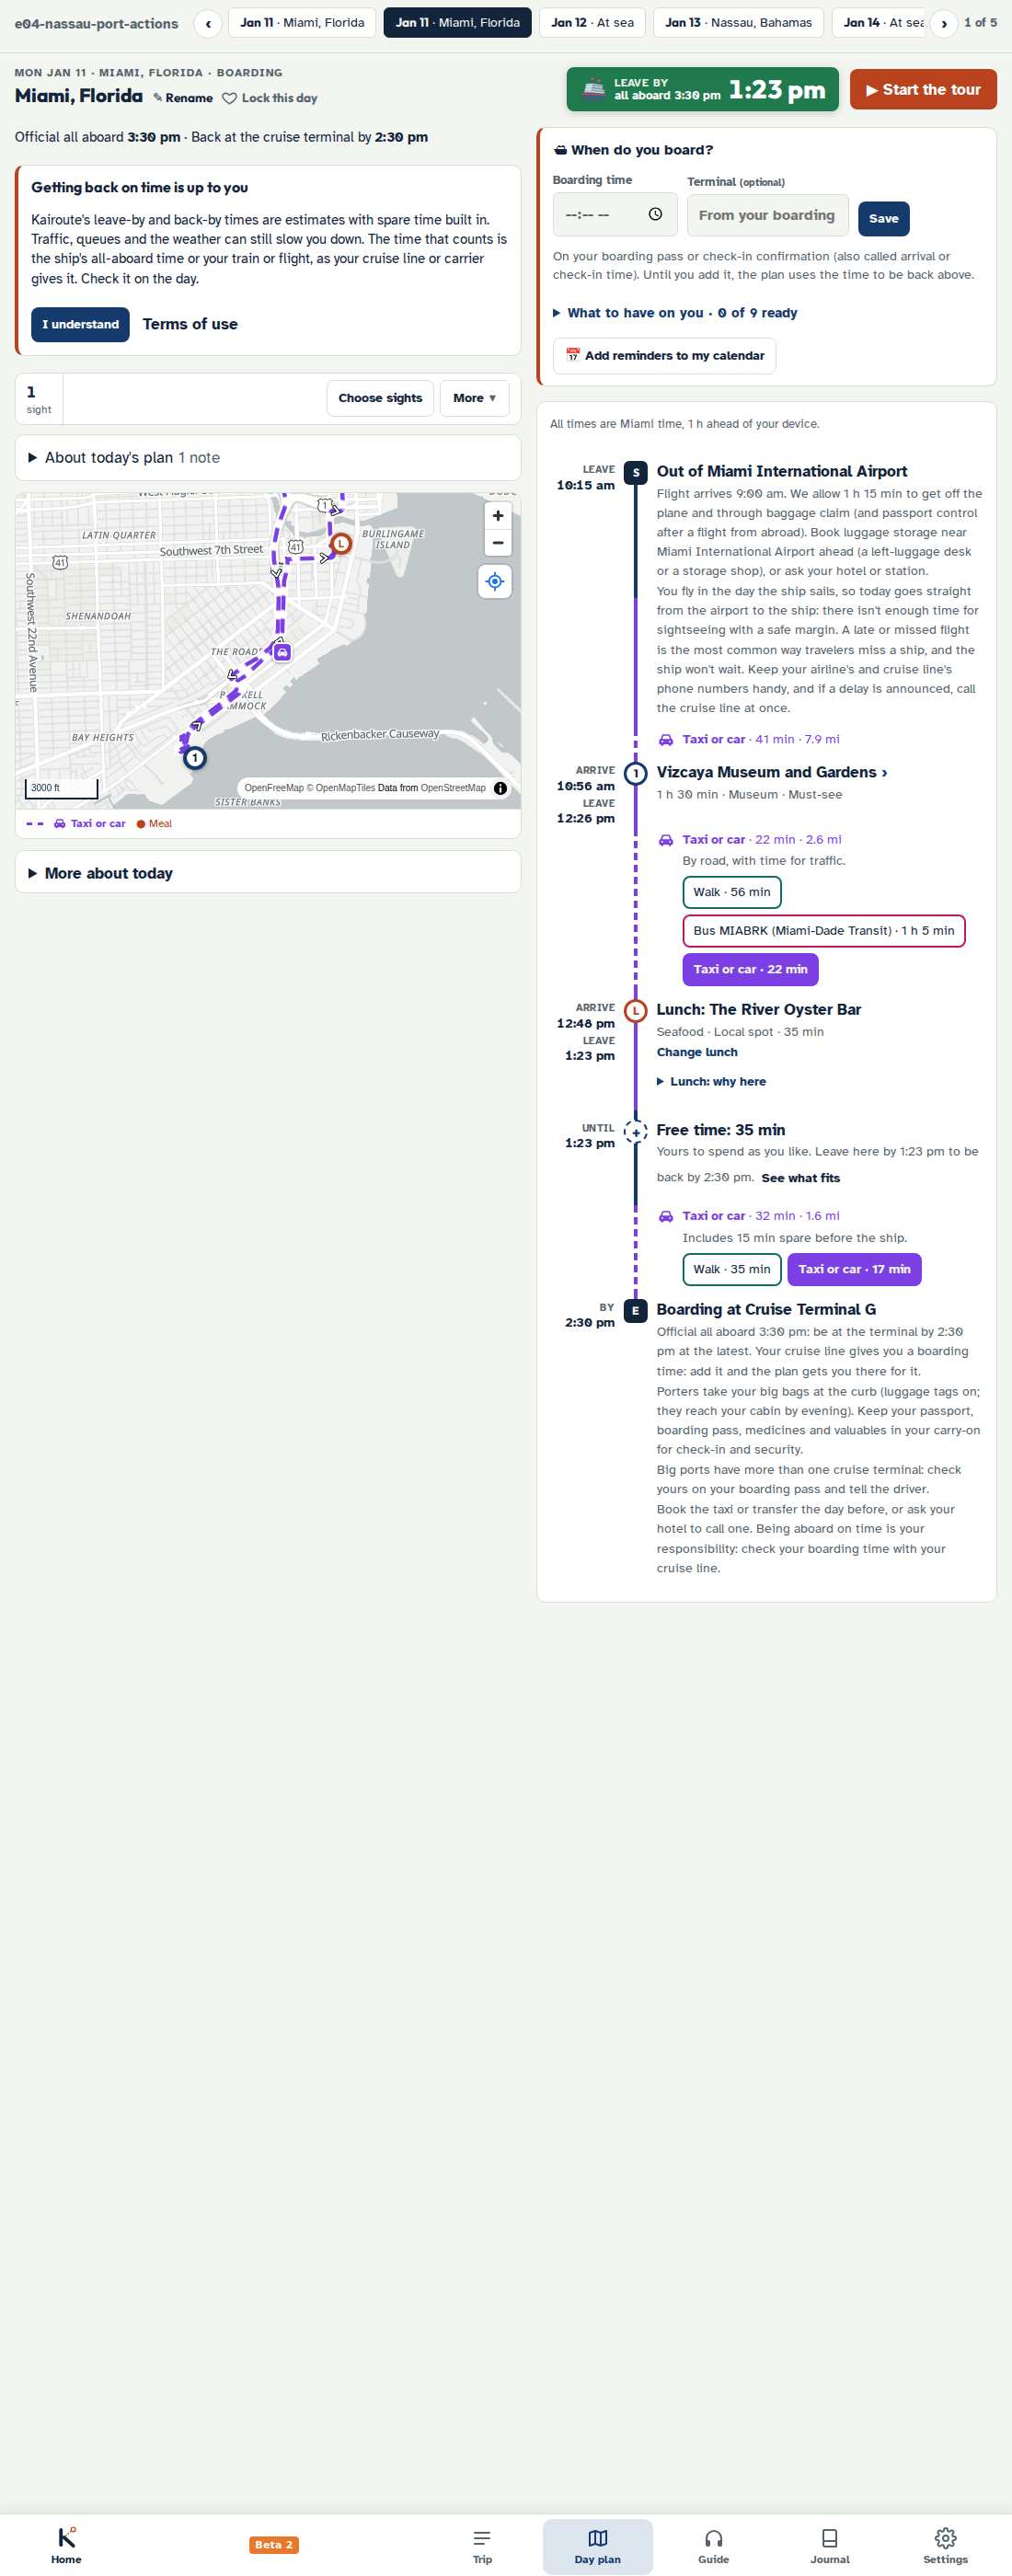 e04-nassau-port-actions
‹
Jan 11 · Miami, Florida
Jan 11 · Miami, Florida
Jan 12 · At sea
Jan 13 · Nassau, Bahamas
Jan 14 · At sea
›
1 of 5
MON JAN 11 · MIAMI, FLORIDA · BOARDING
Miami, Florida
✎ Rename
Lock this day
LEAVE BY
all aboard 3:30 pm
1:23 pm
▶ Start the tour
Official all aboard 3:30 pm · Back at the cruise terminal by 2:30 pm
Getting back on time is up to you
Kairoute's leave-by and back-by times are estimates with spare time built in.
Traffic, queues and the weather can still slow you down. The time that counts is
the ship's all-aboard time or your train or flight, as your cruise line or carrier
gives it. Check it on the day.
I understand
Terms of use
1
sight
Choose sights
More ▾
▶ About today's plan 1 note
LATIN QUARTER
Southwest 7th Street
41
41
1
BURLINGAME
ISLAND
L
Southwest 22nd Avenue
SHENANDOAH
THE ROADS
BAY HEIGHTS
Rickenbacker Causeway
1
3000 ft
SISTER BANKS
OpenFreeMap © OpenMapTiles Data from OpenStreetMap
Taxi or car
Meal
▶ More about today
When do you board?
Boarding time
Terminal (optional)
--:-- --
From your boarding
Save
On your boarding pass or check-in confirmation (also called arrival or
check-in time). Until you add it, the plan uses the time to be back above.
▶ What to have on you · 0 of 9 ready
Add reminders to my calendar
All times are Miami time, 1 h ahead of your device.
LEAVE
10:15 am
S
Out of Miami International Airport
Flight arrives 9:00 am. We allow 1 h 15 min to get off the
plane and through baggage claim (and passport control
after a flight from abroad). Book luggage storage near
Miami International Airport ahead (a left-luggage desk
or a storage shop), or ask your hotel or station.
You fly in the day the ship sails, so today goes straight
from the airport to the ship: there isn't enough time for
sightseeing with a safe margin. A late or missed flight
is the most common way travelers miss a ship, and the
ship won't wait. Keep your airline's and cruise line's
phone numbers handy, and if a delay is announced, call
the cruise line at once.
Taxi or car · 41 min · 7.9 mi
ARRIVE
10:56 am
LEAVE
12:26 pm
1
Vizcaya Museum and Gardens ›
1 h 30 min · Museum · Must-see
Taxi or car · 22 min · 2.6 mi
By road, with time for traffic.
Walk · 56 min
Bus MIABRK (Miami-Dade Transit) · 1 h 5 min
Taxi or car · 22 min
ARRIVE
12:48 pm
LEAVE
1:23 pm
L
Lunch: The River Oyster Bar
Seafood · Local spot · 35 min
Change lunch
▶ Lunch: why here
UNTIL
1:23 pm
+
Free time: 35 min
Yours to spend as you like. Leave here by 1:23 pm to be
back by 2:30 pm. See what fits
Taxi or car · 32 min · 1.6 mi
Includes 15 min spare before the ship.
Walk · 35 min
Taxi or car · 17 min
BY
2:30 pm
E
Boarding at Cruise Terminal G
Official all aboard 3:30 pm: be at the terminal by 2:30
pm at the latest. Your cruise line gives you a boarding
time: add it and the plan gets you there for it.
Porters take your big bags at the curb (luggage tags on;
they reach your cabin by evening). Keep your passport,
boarding pass, medicines and valuables in your carry-on
for check-in and security.
Big ports have more than one cruise terminal: check
yours on your boarding pass and tell the driver.
Book the taxi or transfer the day before, or ask your
hotel to call one. Being aboard on time is your
responsibility: check your boarding time with your
cruise line.
Home
Beta 2
Trip
Day plan
Guide
Journal
Settings